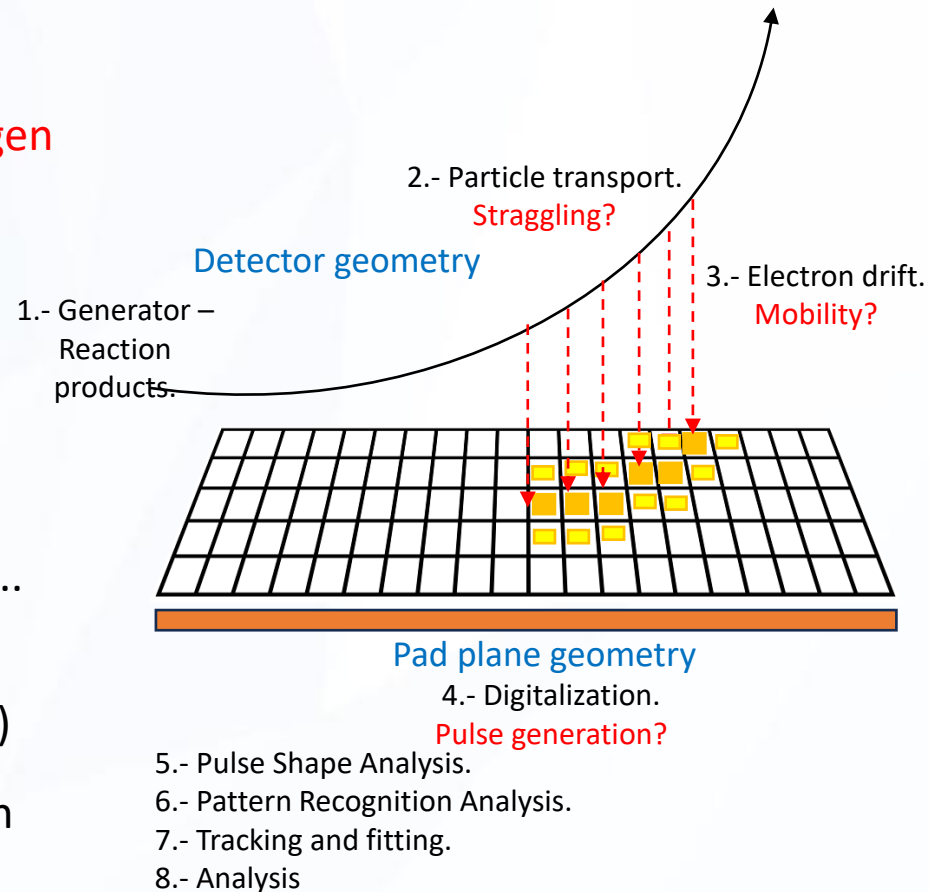 gen
2.- Particle transport.
Straggling?
Detector geometry
3.- Electron drift.
Mobility?
1.- Generator –
Reaction
products.
..
)
Pad plane geometry
4.- Digitalization.
Pulse generation?
5.- Pulse Shape Analysis.
6.- Pattern Recognition Analysis.
7.- Tracking and fitting.
8.- Analysis